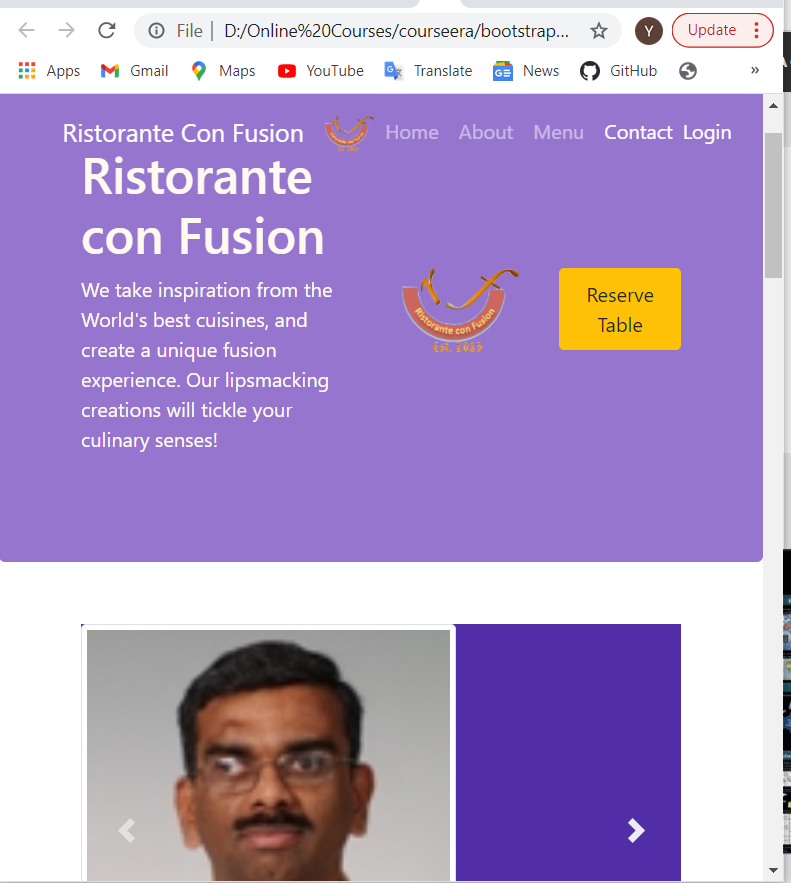 File | D:/Online%20Courses/courseera/bootstrap...
Y
Update
Apps Gmail Maps YouTube Translate News GitHub »
Ristorante Con Fusion Home About Menu Contact Login
Ristorante
con Fusion
We take inspiration from the
World's best cuisines, and
create a unique fusion
experience. Our lipsmacking
creations will tickle your
culinary senses!
Ristorante con Fusion
Reserve
Table